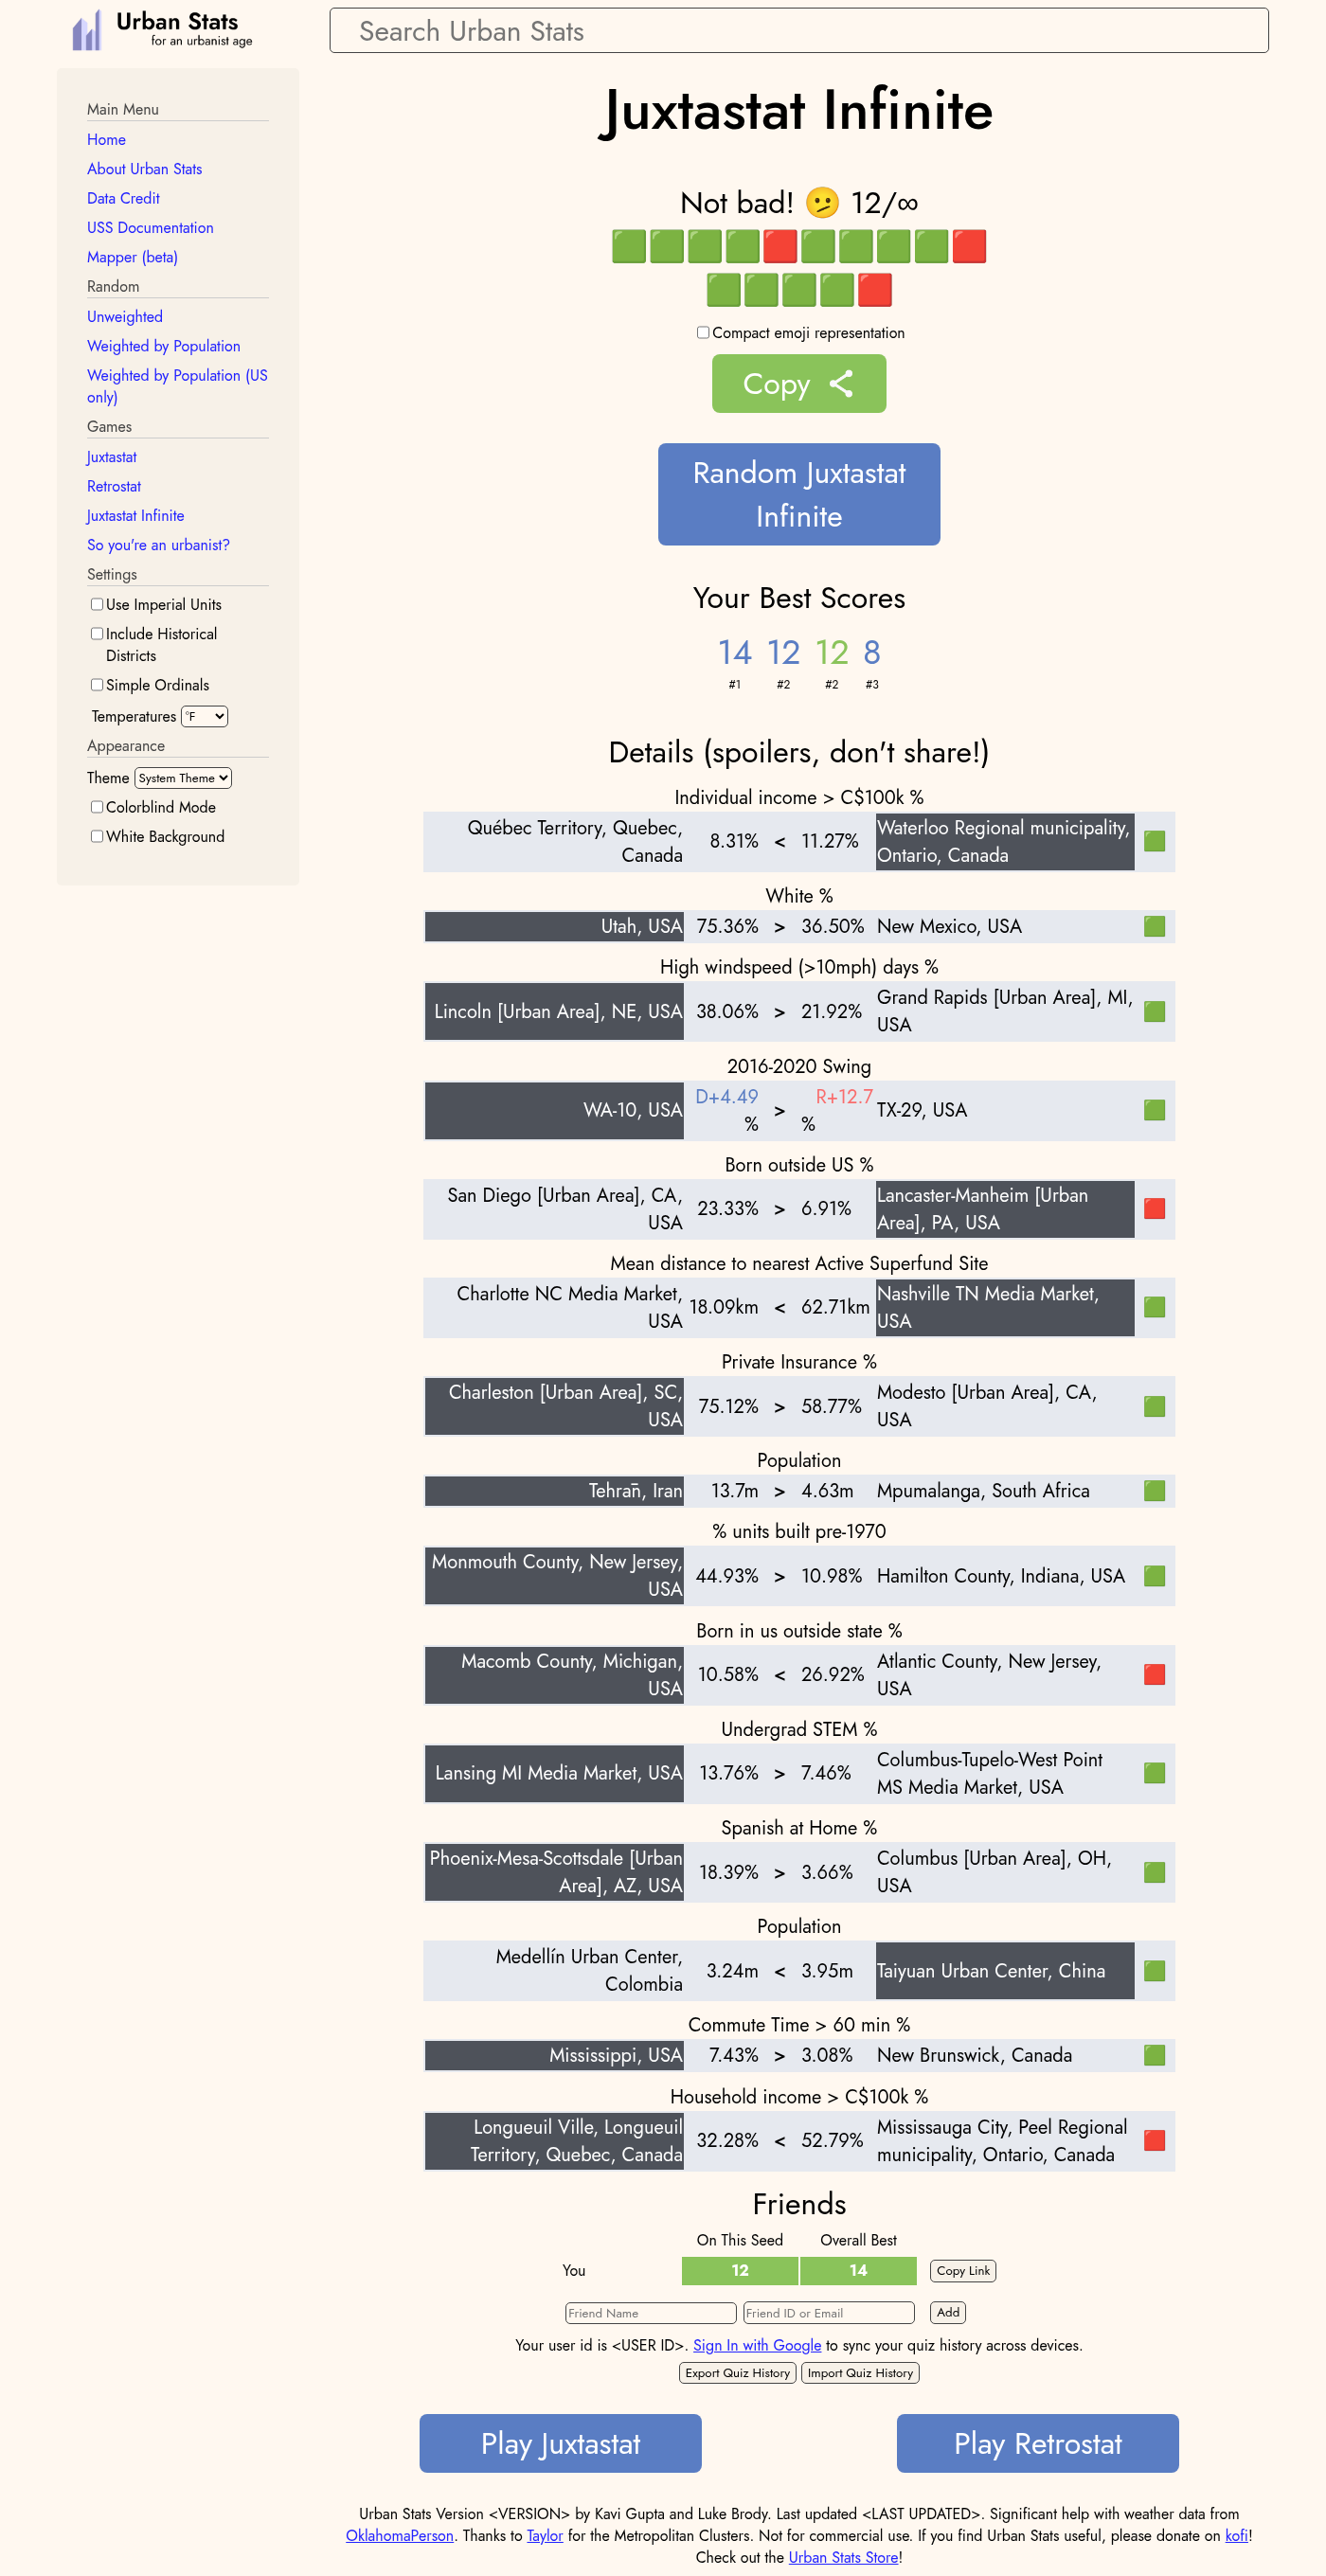 Urban Stats
for an urbanist age
Search Urban Stats
Main Menu
Home
About Urban Stats
Data Credit
USS Documentation
Mapper (beta)
Random
Unweighted
Weighted by Population
Weighted by Population (US
only)
Games
Juxtastat
Retrostat
Juxtastat Infinite
So you're an urbanist?
Settings
Use Imperial Units
Include Historical
Districts
Simple Ordinals
Temperatures °F
Appearance
Theme System Theme
Colorblind Mode
White Background
Juxtastat Infinite
Not bad! 🫤 12/∞
🟩🟩🟩🟩🟥🟩🟩🟩🟩🟥
🟩🟩🟩🟩🟥
Compact emoji representation
Copy
Random Juxtastat
Infinite
Your Best Scores
14 12 12 8
#1 #2 #2 #3
Details (spoilers, don't share!)
Individual income > C$100k %
Québec Territory, Quebec,
Canada
8.31% < 11.27%
Waterloo Regional municipality,
Ontario, Canada
White %
Utah, USA 75.36% > 36.50% New Mexico, USA
High windspeed (>10mph) days %
Lincoln [Urban Area], NE, USA 38.06% > 21.92%
Grand Rapids [Urban Area], MI,
USA
2016-2020 Swing
WA-10, USA
D+4.49
%
>
R+12.7
%
TX-29, USA
Born outside US %
San Diego [Urban Area], CA,
USA
23.33% > 6.91%
Lancaster-Manheim [Urban
Area], PA, USA
Mean distance to nearest Active Superfund Site
Charlotte NC Media Market,
USA
18.09km < 62.71km
Nashville TN Media Market,
USA
Private Insurance %
Charleston [Urban Area], SC,
USA
75.12% > 58.77%
Modesto [Urban Area], CA,
USA
Population
Tehrān, Iran 13.7m > 4.63m Mpumalanga, South Africa
% units built pre-1970
Monmouth County, New Jersey,
USA
44.93% > 10.98% Hamilton County, Indiana, USA
Born in us outside state %
Macomb County, Michigan,
USA
10.58% < 26.92%
Atlantic County, New Jersey,
USA
Undergrad STEM %
Lansing MI Media Market, USA 13.76% > 7.46%
Columbus-Tupelo-West Point
MS Media Market, USA
Spanish at Home %
Phoenix-Mesa-Scottsdale [Urban
Area], AZ, USA
18.39% > 3.66%
Columbus [Urban Area], OH,
USA
Population
Medellín Urban Center,
Colombia
3.24m < 3.95m Taiyuan Urban Center, China
Commute Time > 60 min %
Mississippi, USA 7.43% > 3.08% New Brunswick, Canada
Household income > C$100k %
Longueuil Ville, Longueuil
Territory, Quebec, Canada
32.28% < 52.79%
Mississauga City, Peel Regional
municipality, Ontario, Canada
Friends
On This Seed Overall Best
You 12 14 Copy Link
Friend Name Friend ID or Email Add
Your user id is <USER ID>. Sign In with Google to sync your quiz history across devices.
Export Quiz History Import Quiz History
Play Juxtastat Play Retrostat
Urban Stats Version <VERSION> by Kavi Gupta and Luke Brody. Last updated <LAST UPDATED>. Significant help with weather data from
OklahomaPerson. Thanks to Taylor for the Metropolitan Clusters. Not for commercial use. If you find Urban Stats useful, please donate on kofi!
Check out the Urban Stats Store!